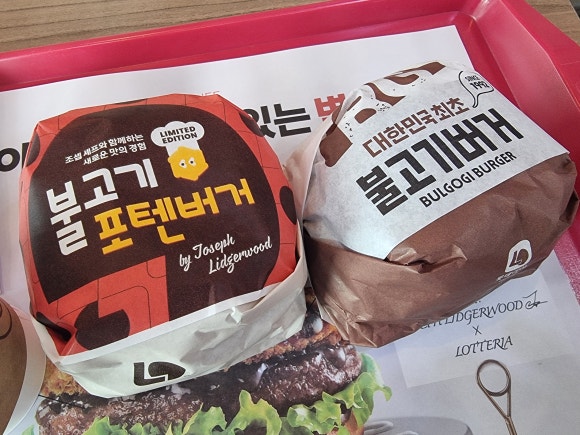 있는
조셉 셰프와 함께하는
새로운 맛의 경험
LIMITED
EDITION
불고기
포텐버거
by Joseph
Lidgerwood
BIG
SINCE
1992
대한민국최초
불고기버거
BULGOGI BURGER
LIDGERWOOD
X
LOTTERIA